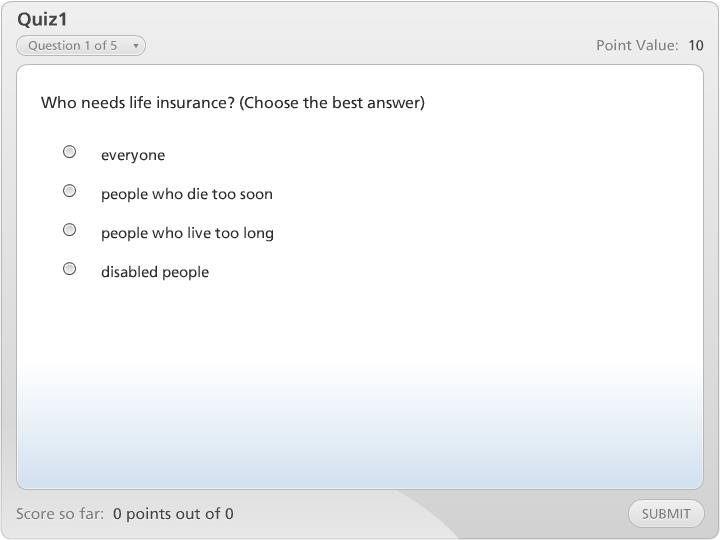 Quiz1
Question 1 of 5
Point Value: 10
Who needs life insurance? (Choose the best answer)
everyone
people who die too soon
people who live too long
disabled people
Score so far: 0 points out of 0
SUBMIT